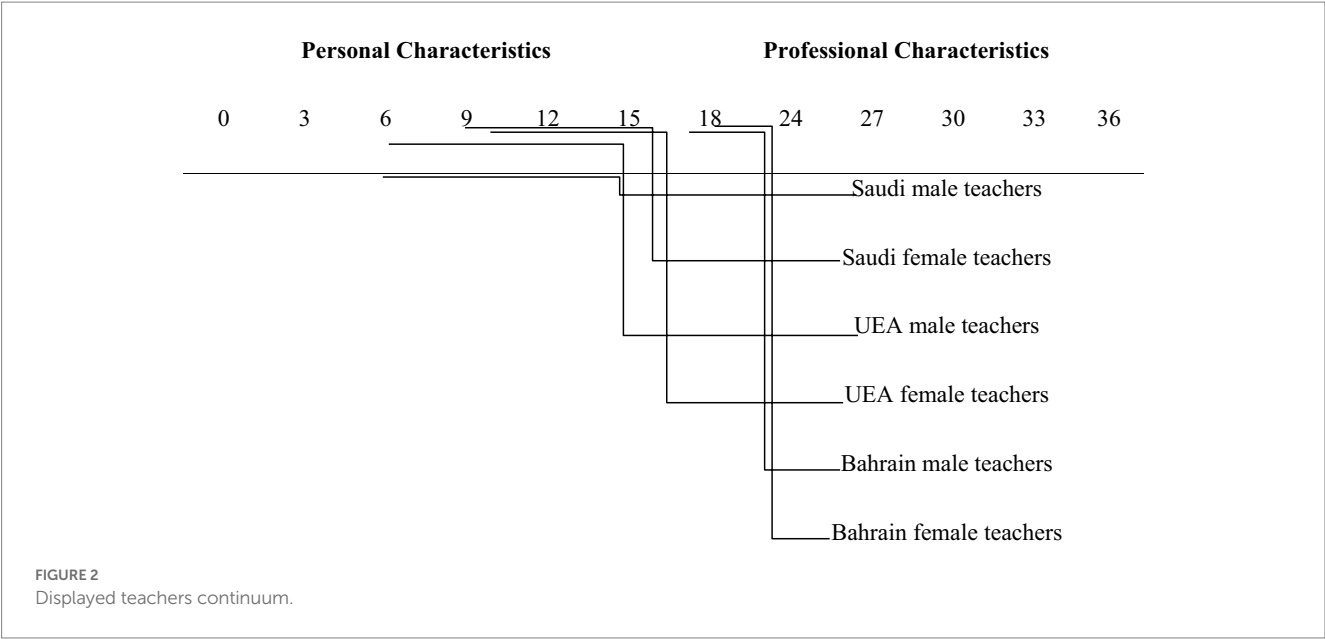 Personal Characteristics Professional Characteristics
0 3 6 9 12 15 18 24 27 30 33 36
Saudi male teachers
Saudi female teachers
UEA male teachers
UEA female teachers
Bahrain male teachers
Bahrain female teachers
FIGURE 2
Displayed teachers continuum.